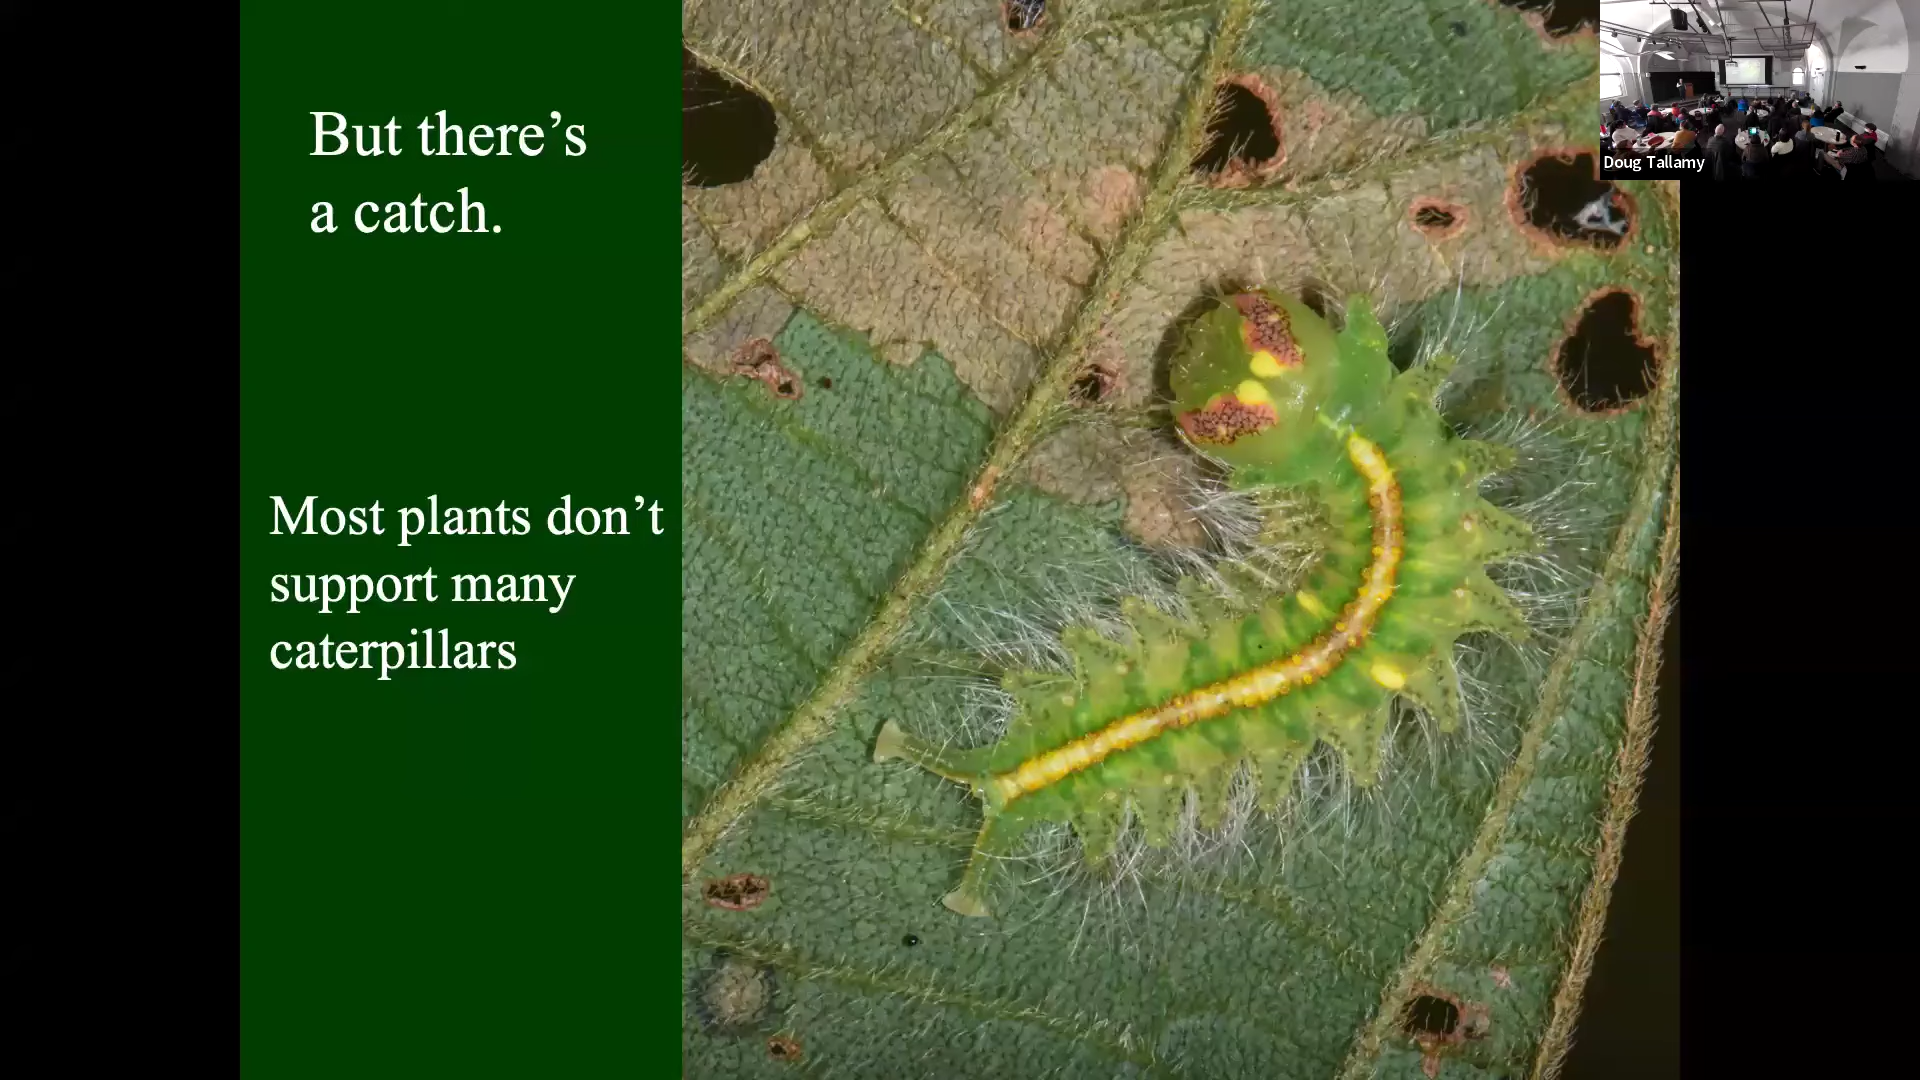 But there’s
a catch.
Most plants don’t
support many
caterpillars
Doug Tallamy